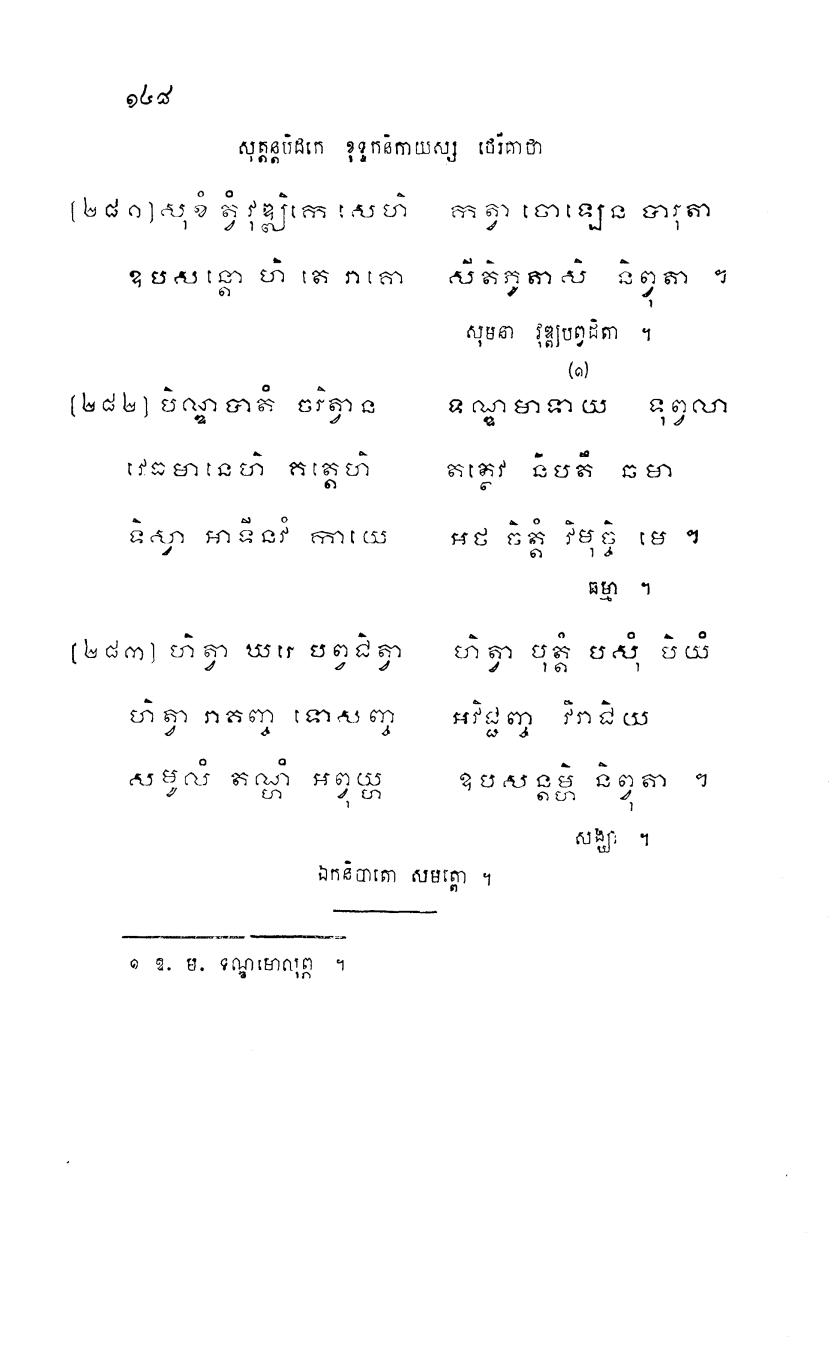 ១៤៨
សុត្តន្តបិដកេ ខុទ្ទកនិកាយស្ស ថេរីគាថា
[២៨១] សុខំ ត្វំ វុឌ្ឍិកេ សេហិ កត្វា ចោឡេន បារុតា
ឧបសន្តោ ហិ តេ រាគោ សីតិភូតាសិ និព្វុតា ។
សុមនា វុឌ្ឍបព្វជិតា ។
[២៨២] បិណ្ឌបាតំ ចរិត្វាន ទណ្ឌមាទាយ ទុព្វលា
(១)
វេធមានេហិ គត្តេហិ តត្ថេវ និបតឹ ឆមា
ទិស្វា អាទីនវំ កាយេ អថ ចិត្តំ វិមុច្ចិ មេ ។
ធម្មា ។
[២៨៣] ហិត្វា ឃរេ បព្វជិត្វា ហិត្វា បុត្តំ បសុំ បិយំ
ហិត្វា រាគញ្ច ទោសញ្ច អវិជ្ជញ្ច វិរាជិយ
សមូលំ តណ្ហំ អព្វុយ្ហ ឧបសន្តម្ហិ និព្វុតា ។
សង្ឃា ។
ឯកនិបាតោ សមត្តោ ។
១ ឱ. ម. ទណ្ឌមោលុព្ភ ។